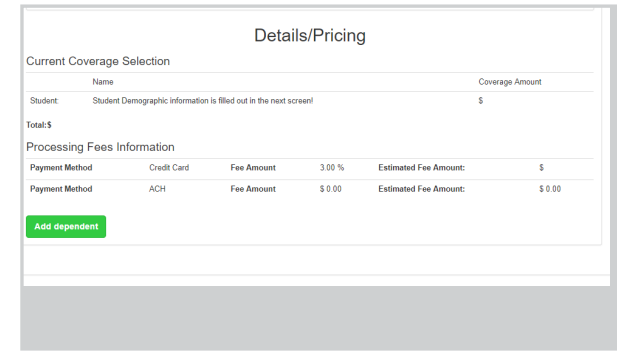 Details/Pricing
Current Coverage Selection
Name Coverage Amount
Student: Student Demographic information is filled out in the next screen! $
Total:$
Processing Fees Information
Payment Method Credit Card Fee Amount 3.00 % Estimated Fee Amount: $
Payment Method ACH Fee Amount $ 0.00 Estimated Fee Amount: $ 0.00
Add dependent